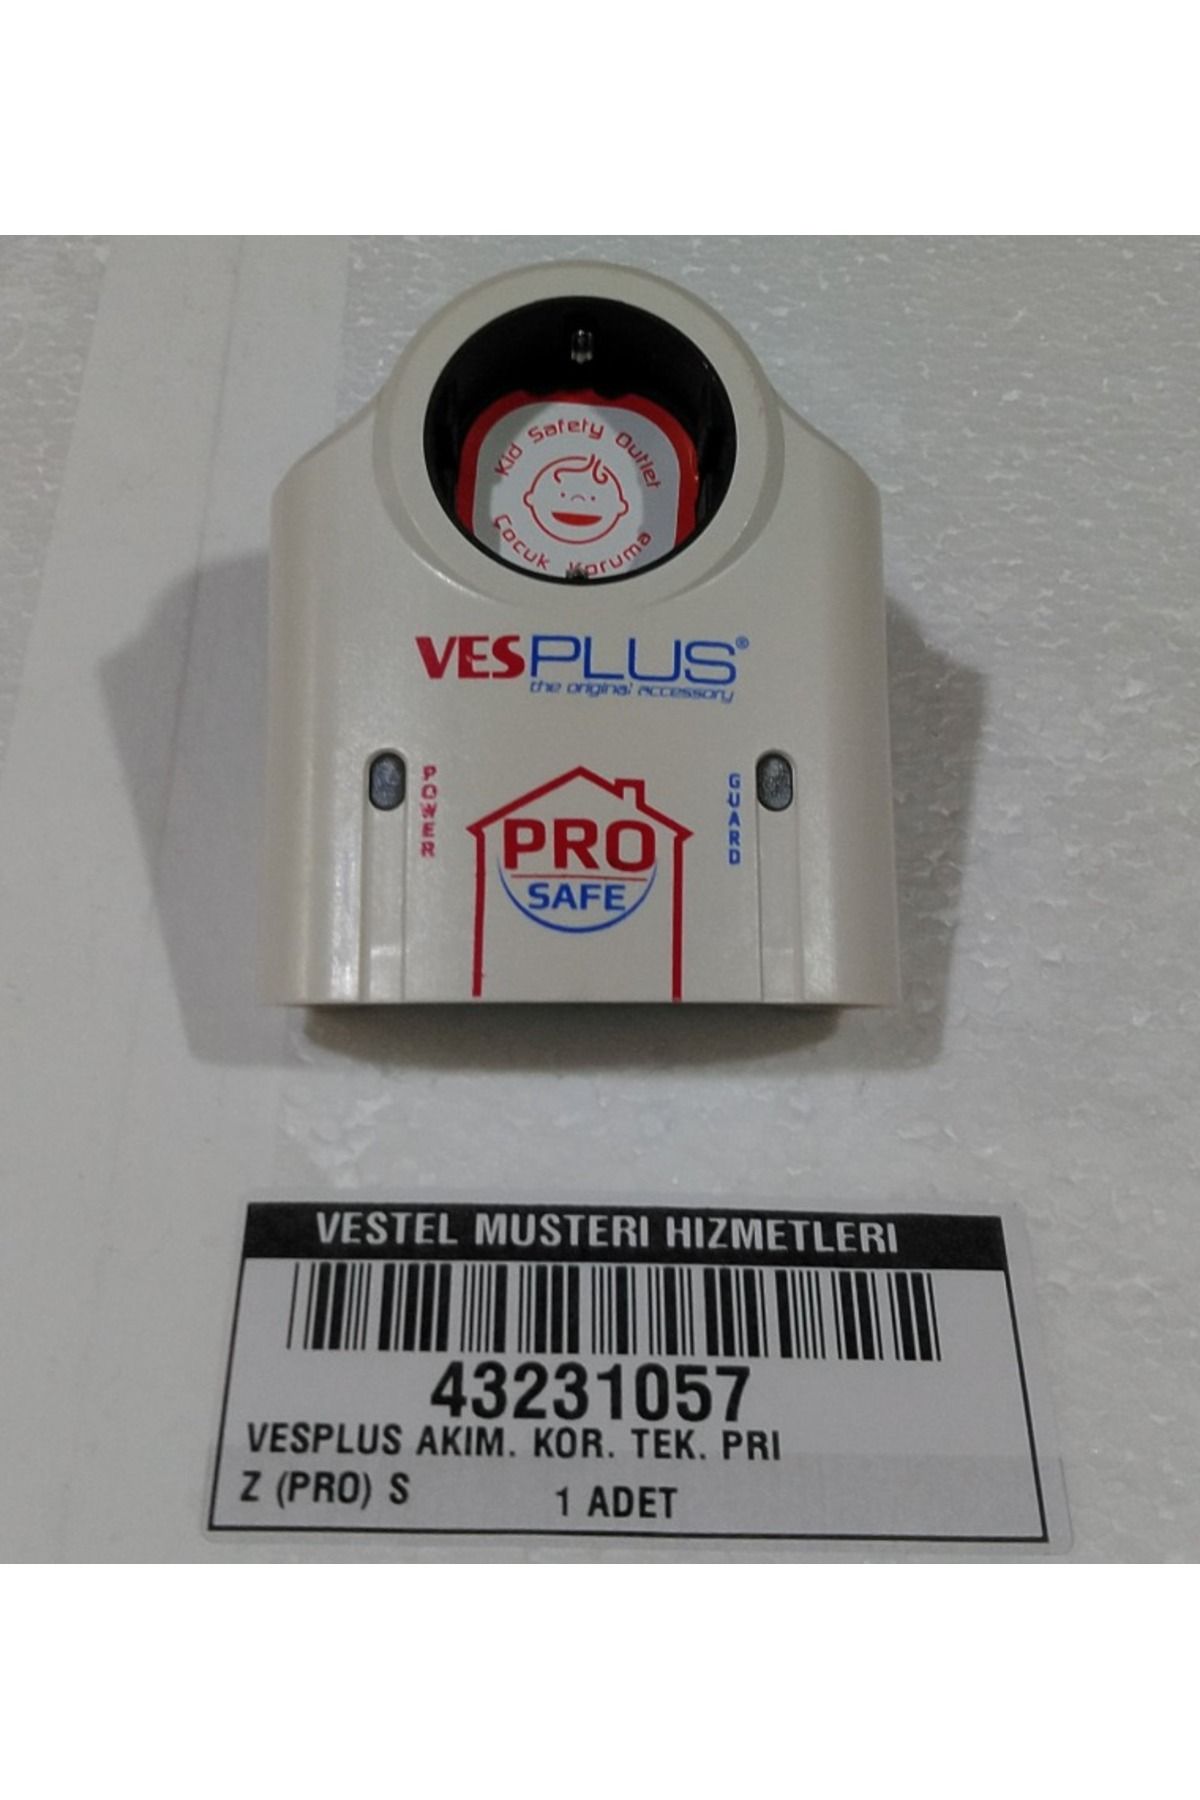 Kid Safety Outlet
Çocuk Koruma
VESPLUS®
the original accessory
POWER
GUARD
PRO
SAFE
VESTEL MUSTERI HIZMETLERI
43231057
VESPLUS AKIM. KOR. TEK. PRI
Z (PRO) S 1 ADET